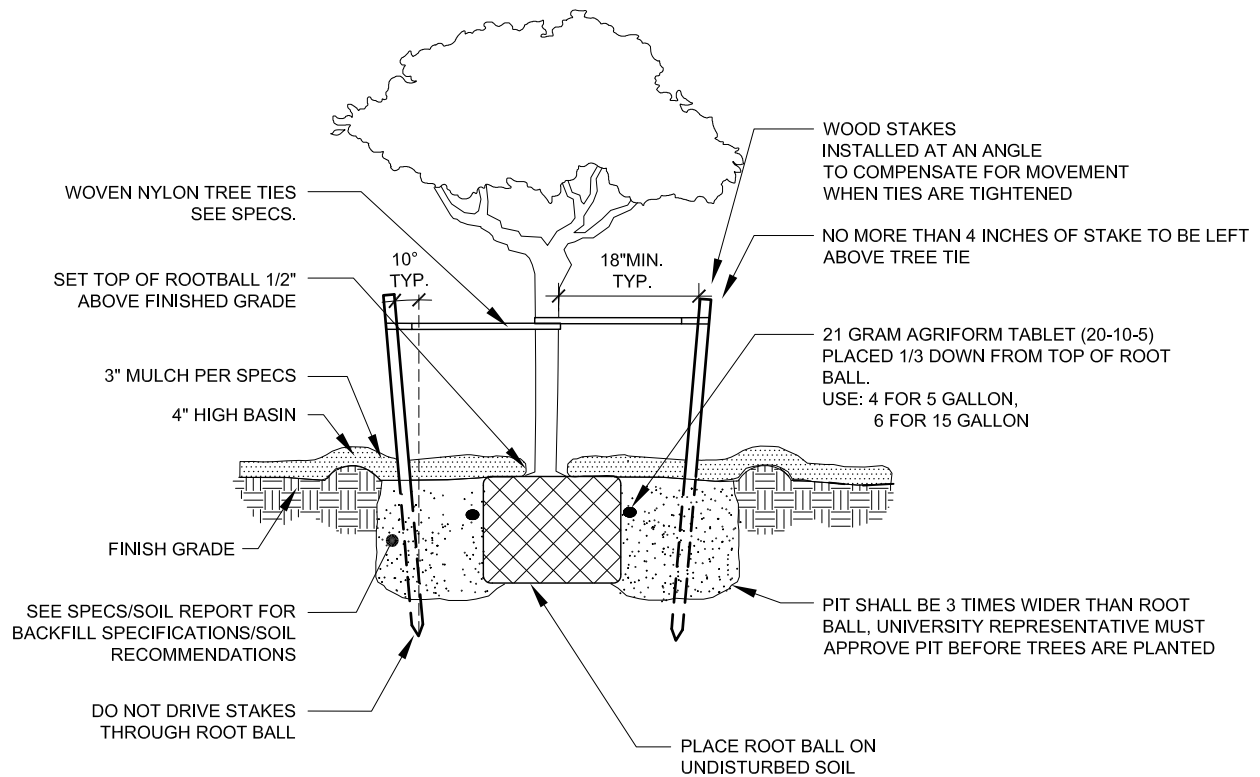 WOVEN NYLON TREE TIES
SEE SPECS.
SET TOP OF ROOTBALL 1/2"
ABOVE FINISHED GRADE
3" MULCH PER SPECS
4" HIGH BASIN
FINISH GRADE
SEE SPECS/SOIL REPORT FOR
BACKFILL SPECIFICATIONS/SOIL
RECOMMENDATIONS
DO NOT DRIVE STAKES
THROUGH ROOT BALL
10°
TYP.
18"MIN.
TYP.
WOOD STAKES
INSTALLED AT AN ANGLE
TO COMPENSATE FOR MOVEMENT
WHEN TIES ARE TIGHTENED
NO MORE THAN 4 INCHES OF STAKE TO BE LEFT
ABOVE TREE TIE
21 GRAM AGRIFORM TABLET (20-10-5)
PLACED 1/3 DOWN FROM TOP OF ROOT
BALL.
USE: 4 FOR 5 GALLON,
6 FOR 15 GALLON
PIT SHALL BE 3 TIMES WIDER THAN ROOT
BALL, UNIVERSITY REPRESENTATIVE MUST
APPROVE PIT BEFORE TREES ARE PLANTED
PLACE ROOT BALL ON
UNDISTURBED SOIL